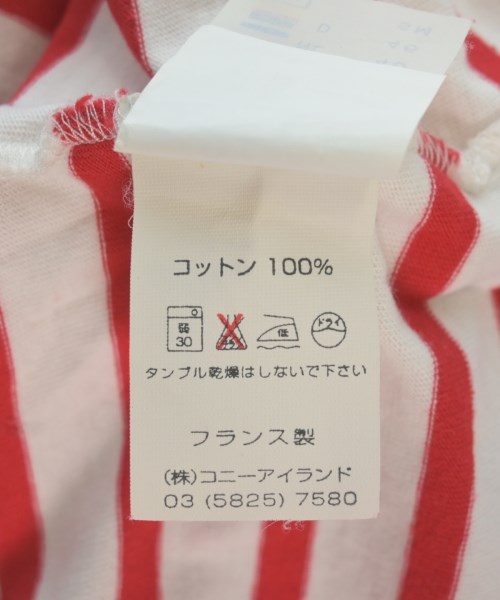 コットン 100%
弱 30 低 ドライ
タンブル乾燥はしないで下さい
フランス製
(株)コニーアイランド
03 (5825) 7580